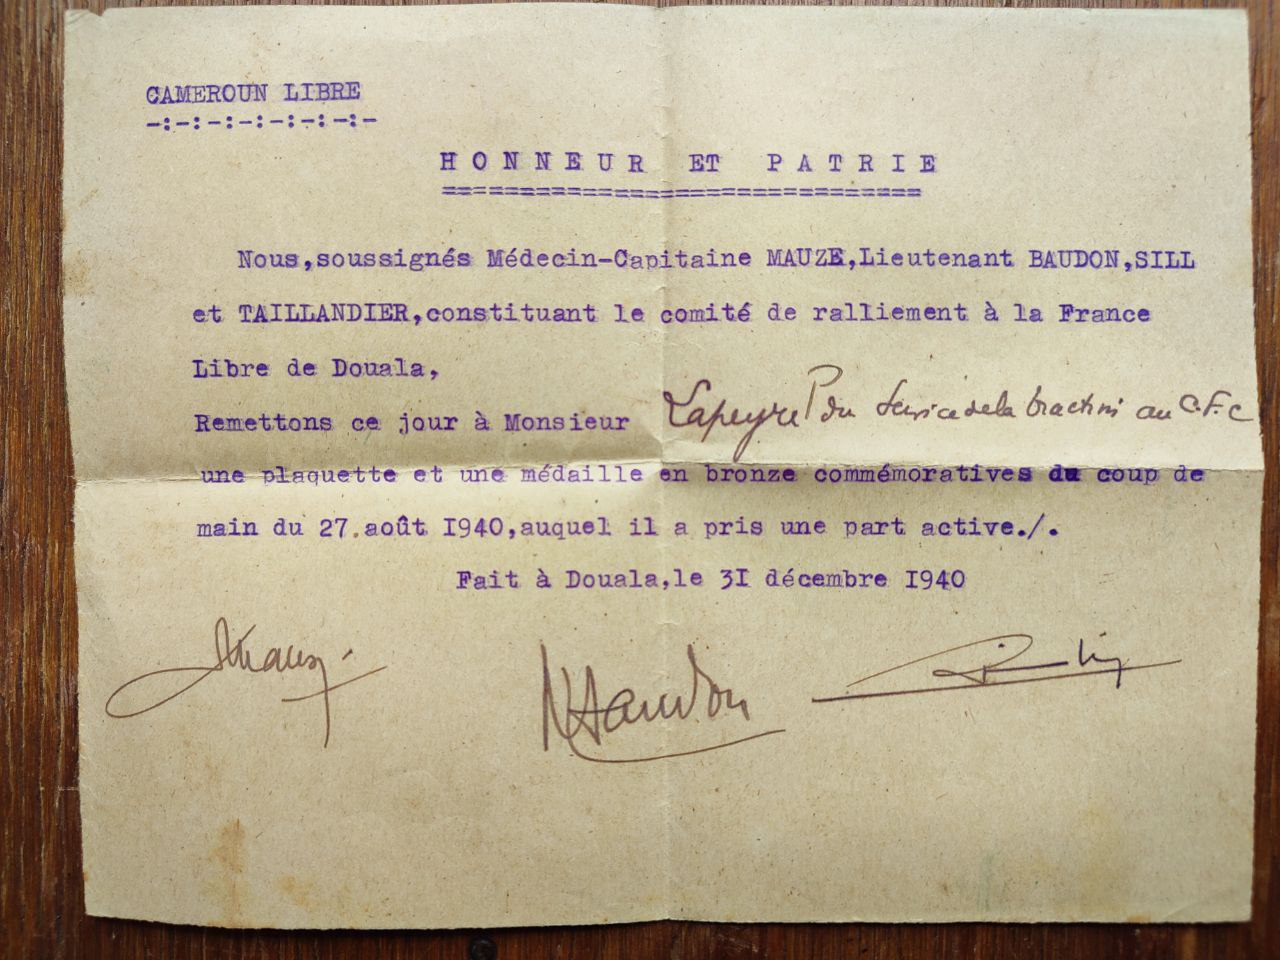 CAMEROUN LIBRE
-:-:-:-:-:-:-:-
HONNEUR ET PATRIE
==============================
Nous,soussignés Médecin-Capitaine MAUZE,Lieutenant BAUDON,SILL
et TAILLANDIER,constituant le comité de ralliement à la France
Libre de Douala,
Remettons ce jour à Monsieur Lapeyre P du Service de la traction au C.F.C
une plaquette et une médaille en bronze commémoratives du coup de
main du 27.août I940,auquel il a pris une part active./.
Fait à Douala,le 3I décembre I940